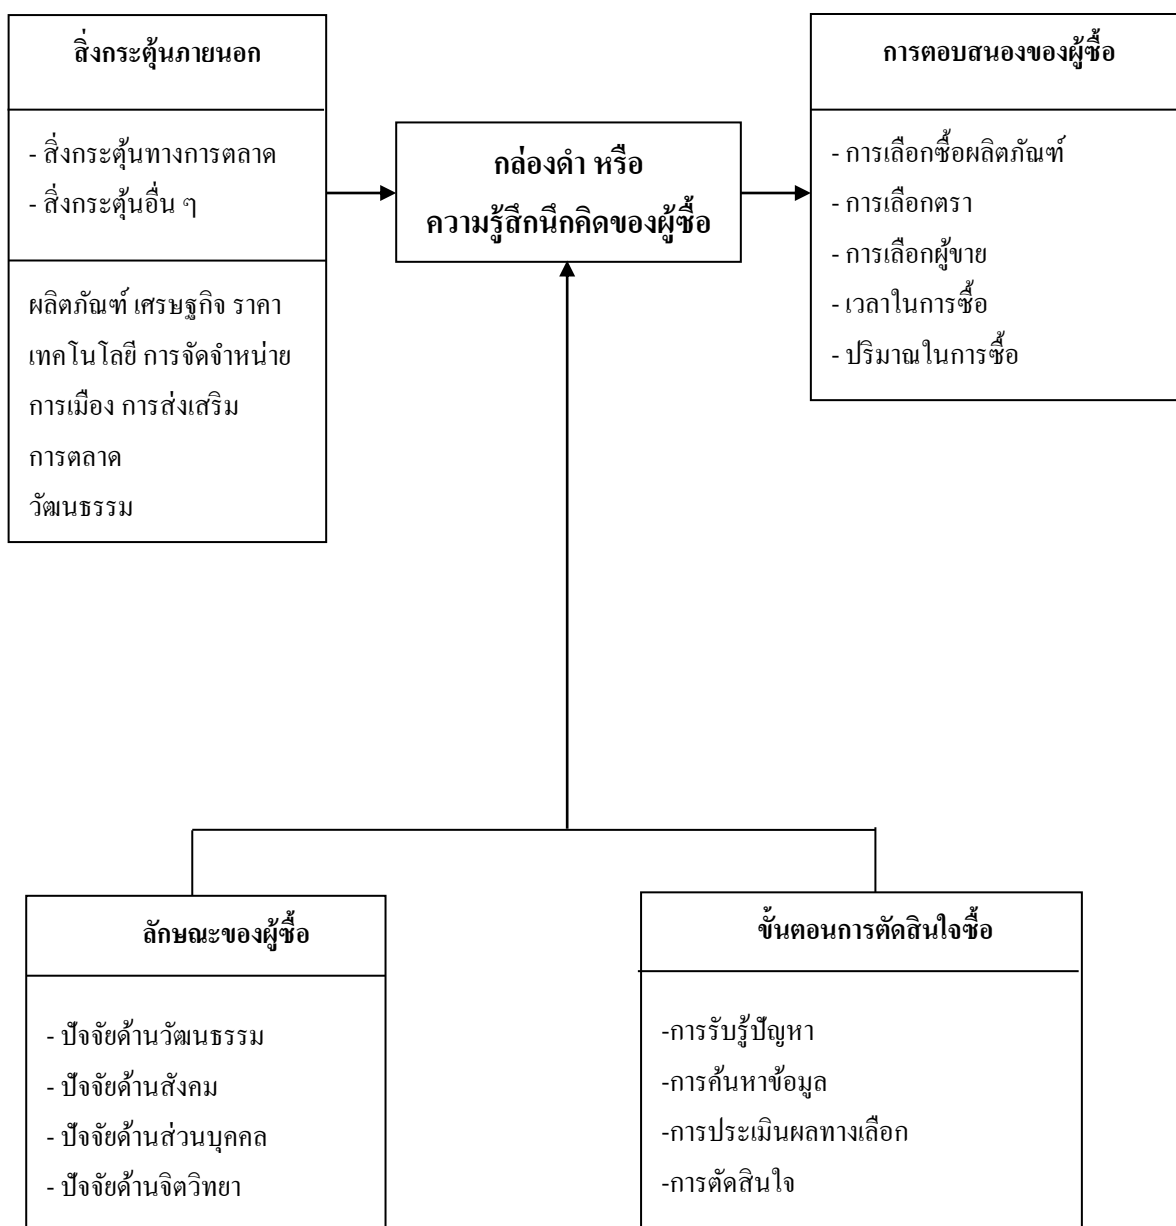 สิ่งกระตุ้นภายนอก
- สิ่งกระตุ้นทางการตลาด
- สิ่งกระตุ้นอื่น ๆ
ผลิตภัณฑ์ เศรษฐกิจ ราคา
เทคโนโลยี การจัดจำหน่าย
การเมือง การส่งเสริม
การตลาด
วัฒนธรรม
กล่องดำ หรือ
ความรู้สึกนึกคิดของผู้ซื้อ
การตอบสนองของผู้ซื้อ
- การเลือกซื้อผลิตภัณฑ์
- การเลือกตรา
- การเลือกผู้ขาย
- เวลาในการซื้อ
- ปริมาณในการซื้อ
ลักษณะของผู้ซื้อ
- ปัจจัยด้านวัฒนธรรม
- ปัจจัยด้านสังคม
- ปัจจัยด้านส่วนบุคคล
- ปัจจัยด้านจิตวิทยา
ขั้นตอนการตัดสินใจซื้อ
-การรับรู้ปัญหา
-การค้นหาข้อมูล
-การประเมินผลทางเลือก
-การตัดสินใจ